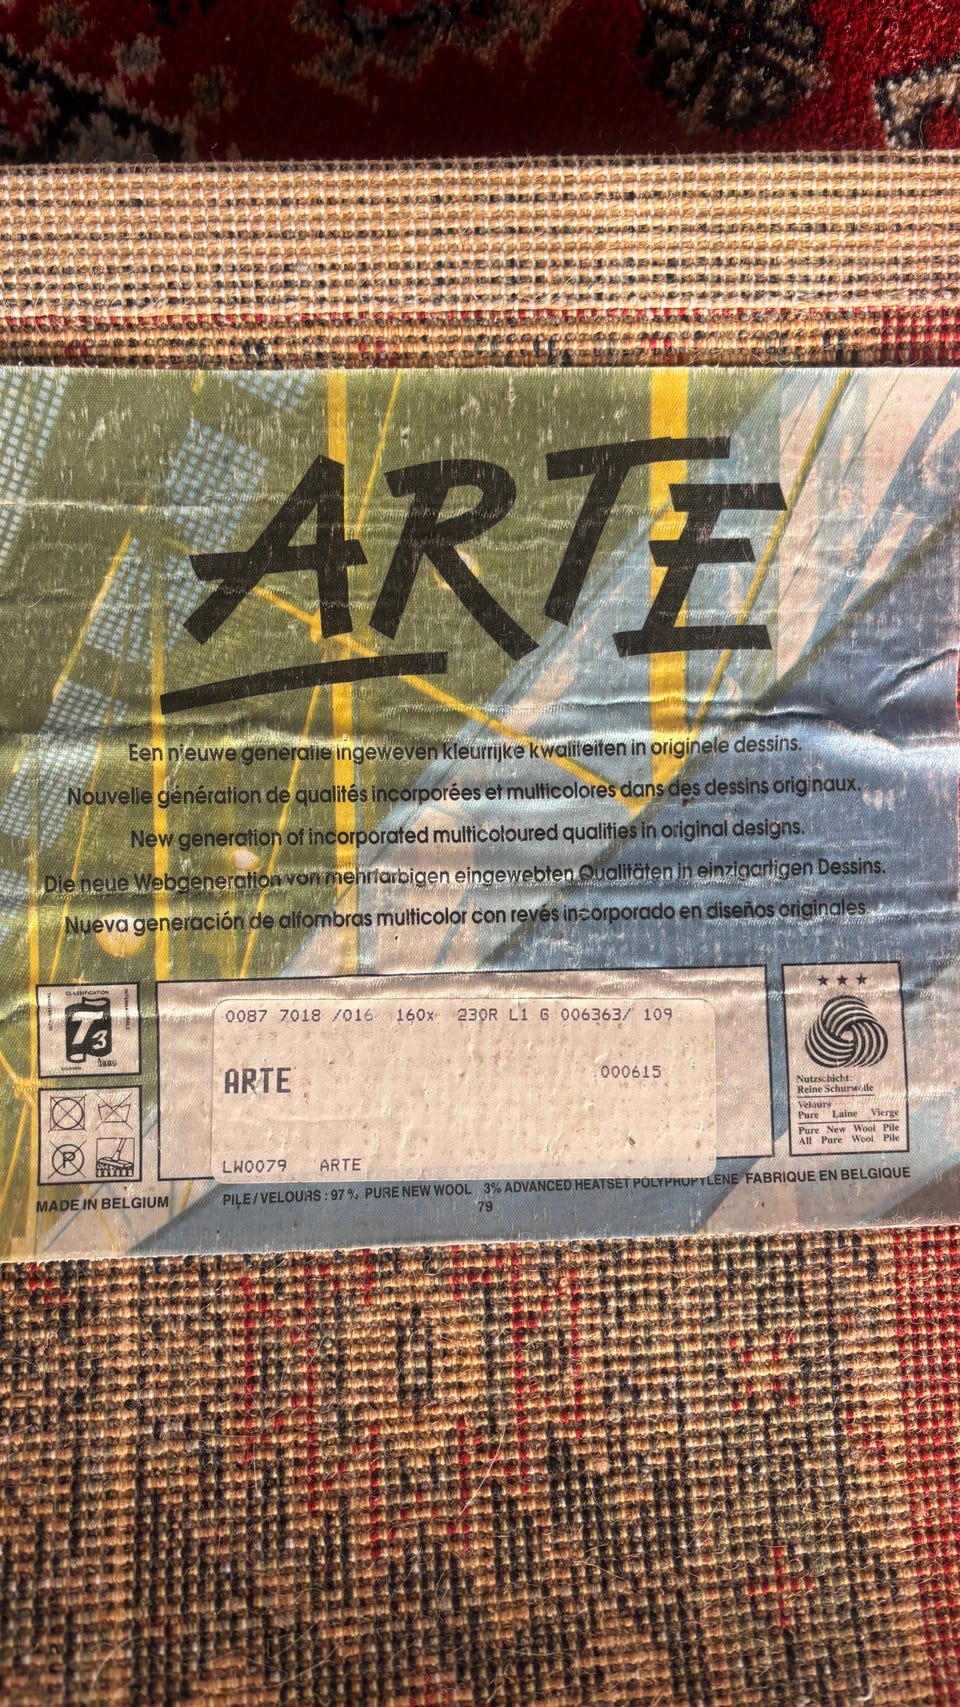 ARTE
Een nieuwe generatie ingeweven kleurrijke kwaliteiten in originele dessins.
Nouvelle génération de qualités incorporées et multicolores dans des dessins originaux.
New generation of incorporated multicoloured qualities in original designs.
Die neue Webgeneration von mehrfarbigen eingewebten Qualitäten in einzigartigen Dessins.
Nueva generación de alfombras multicolor con revés incorporado en diseños originales.
CLASSIFICATION
T3
0087 7018 /016 160x 230R L1 G 006363/ 109
ARTE 000615
LW0079 ARTE
P
Nutzschicht:
Reine Schurwolle
Velours
Pure Laine Vierge
Pure New Wool Pile
All Pure Wool Pile
MADE IN BELGIUM
PILE / VELOURS : 97 % PURE NEW WOOL 3% ADVANCED HEATSET POLYPROPYLENE FABRIQUE EN BELGIQUE
79